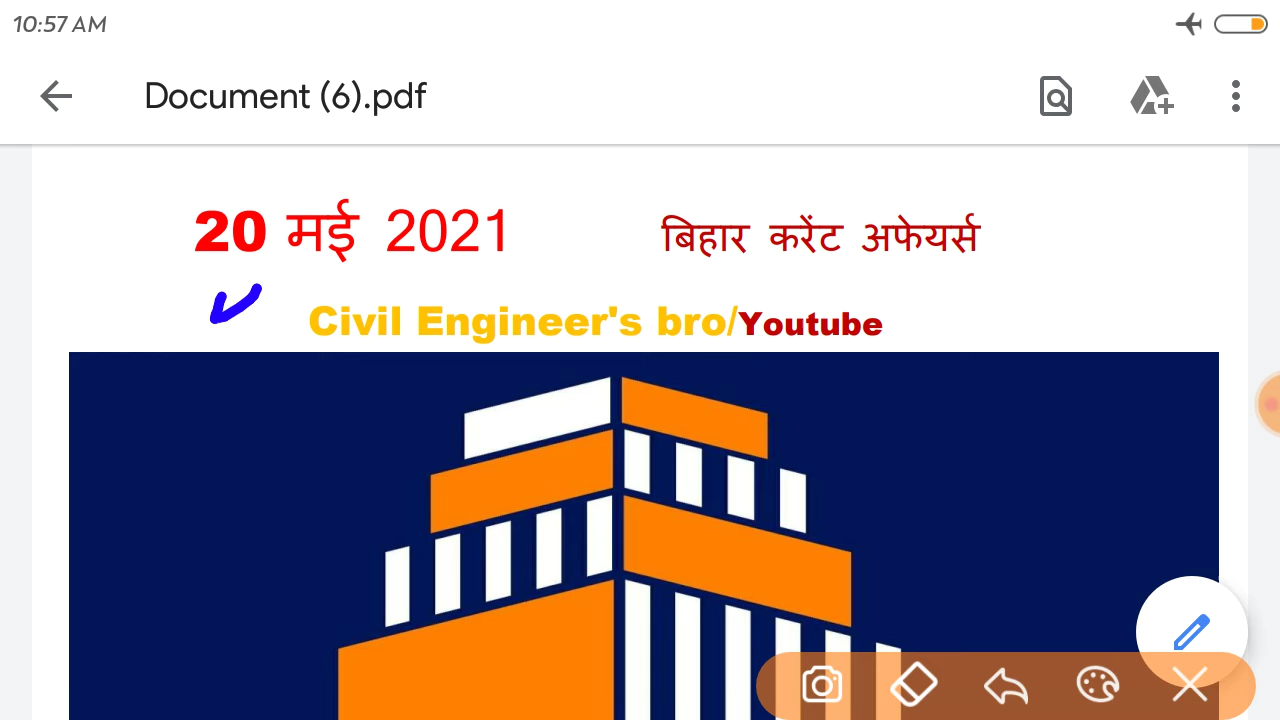 10:57 AM
Document (6).pdf
20 मई 2021 बिहार करेंट अफेयर्स
Civil Engineer's bro/Youtube